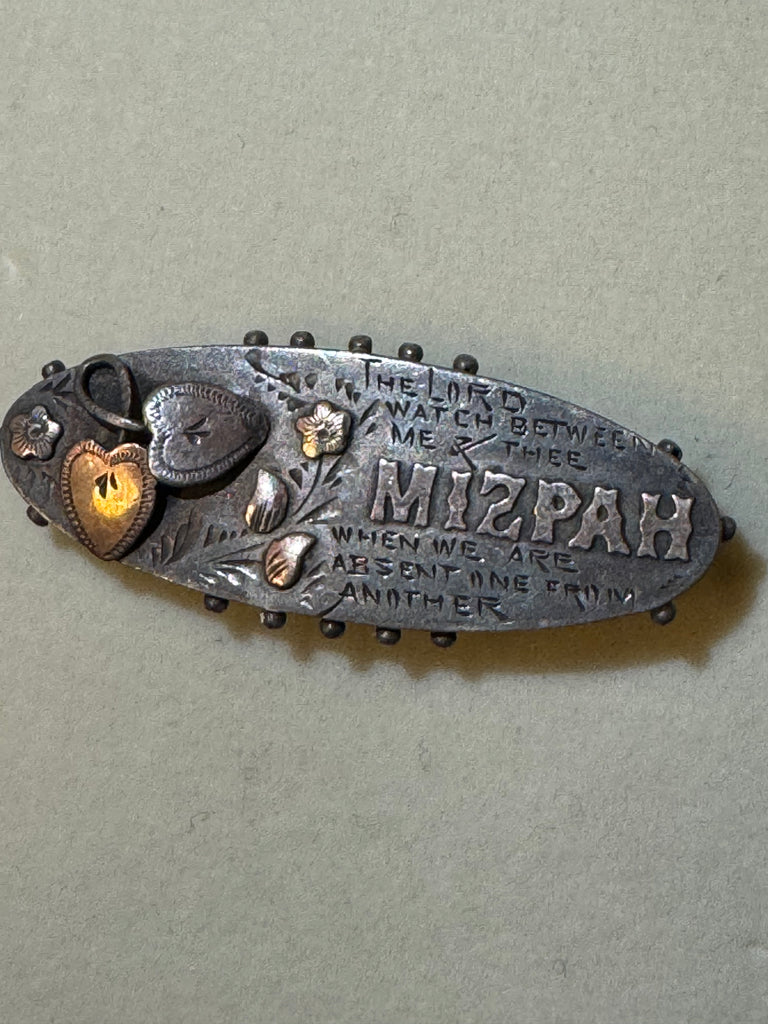 THE LORD
WATCH BETWEEN
ME & THEE
MIZPAH
WHEN WE ARE
ABSENT ONE FROM
ANOTHER